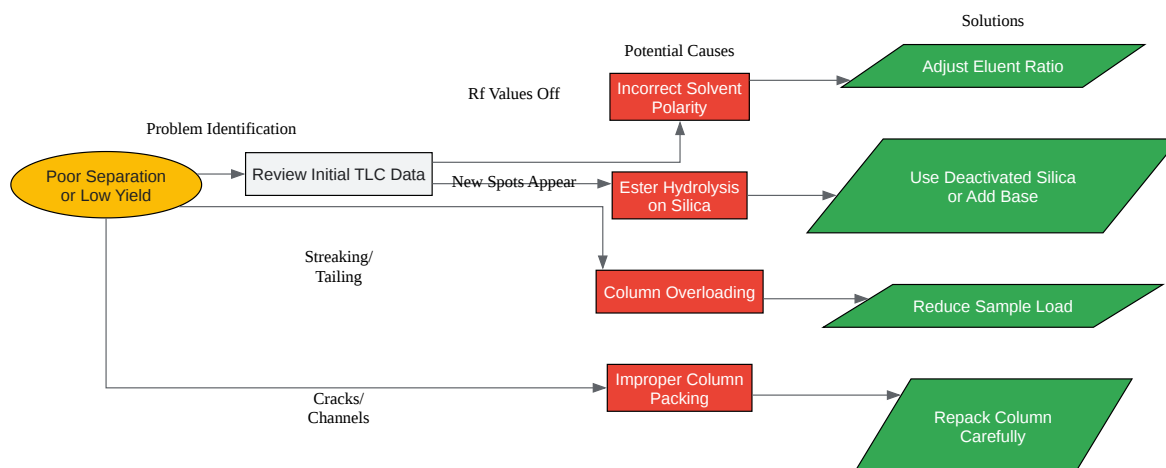 Solutions
Potential Causes
Adjust Eluent Ratio
Rf Values Off
Incorrect Solvent
Polarity
Problem Identification
Poor Separation
or Low Yield
Review Initial TLC Data
New Spots Appear
Ester Hydrolysis
on Silica
Use Deactivated Silica
or Add Base
Streaking/
Tailing
Column Overloading
Reduce Sample Load
Cracks/
Channels
Improper Column
Packing
Repack Column
Carefully